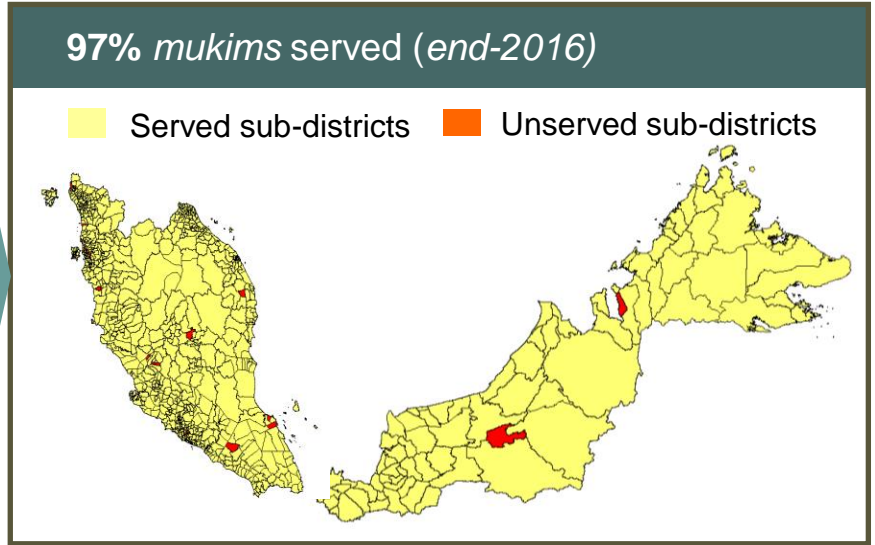 97% mukims served (end-2016)
Served sub-districts Unserved sub-districts